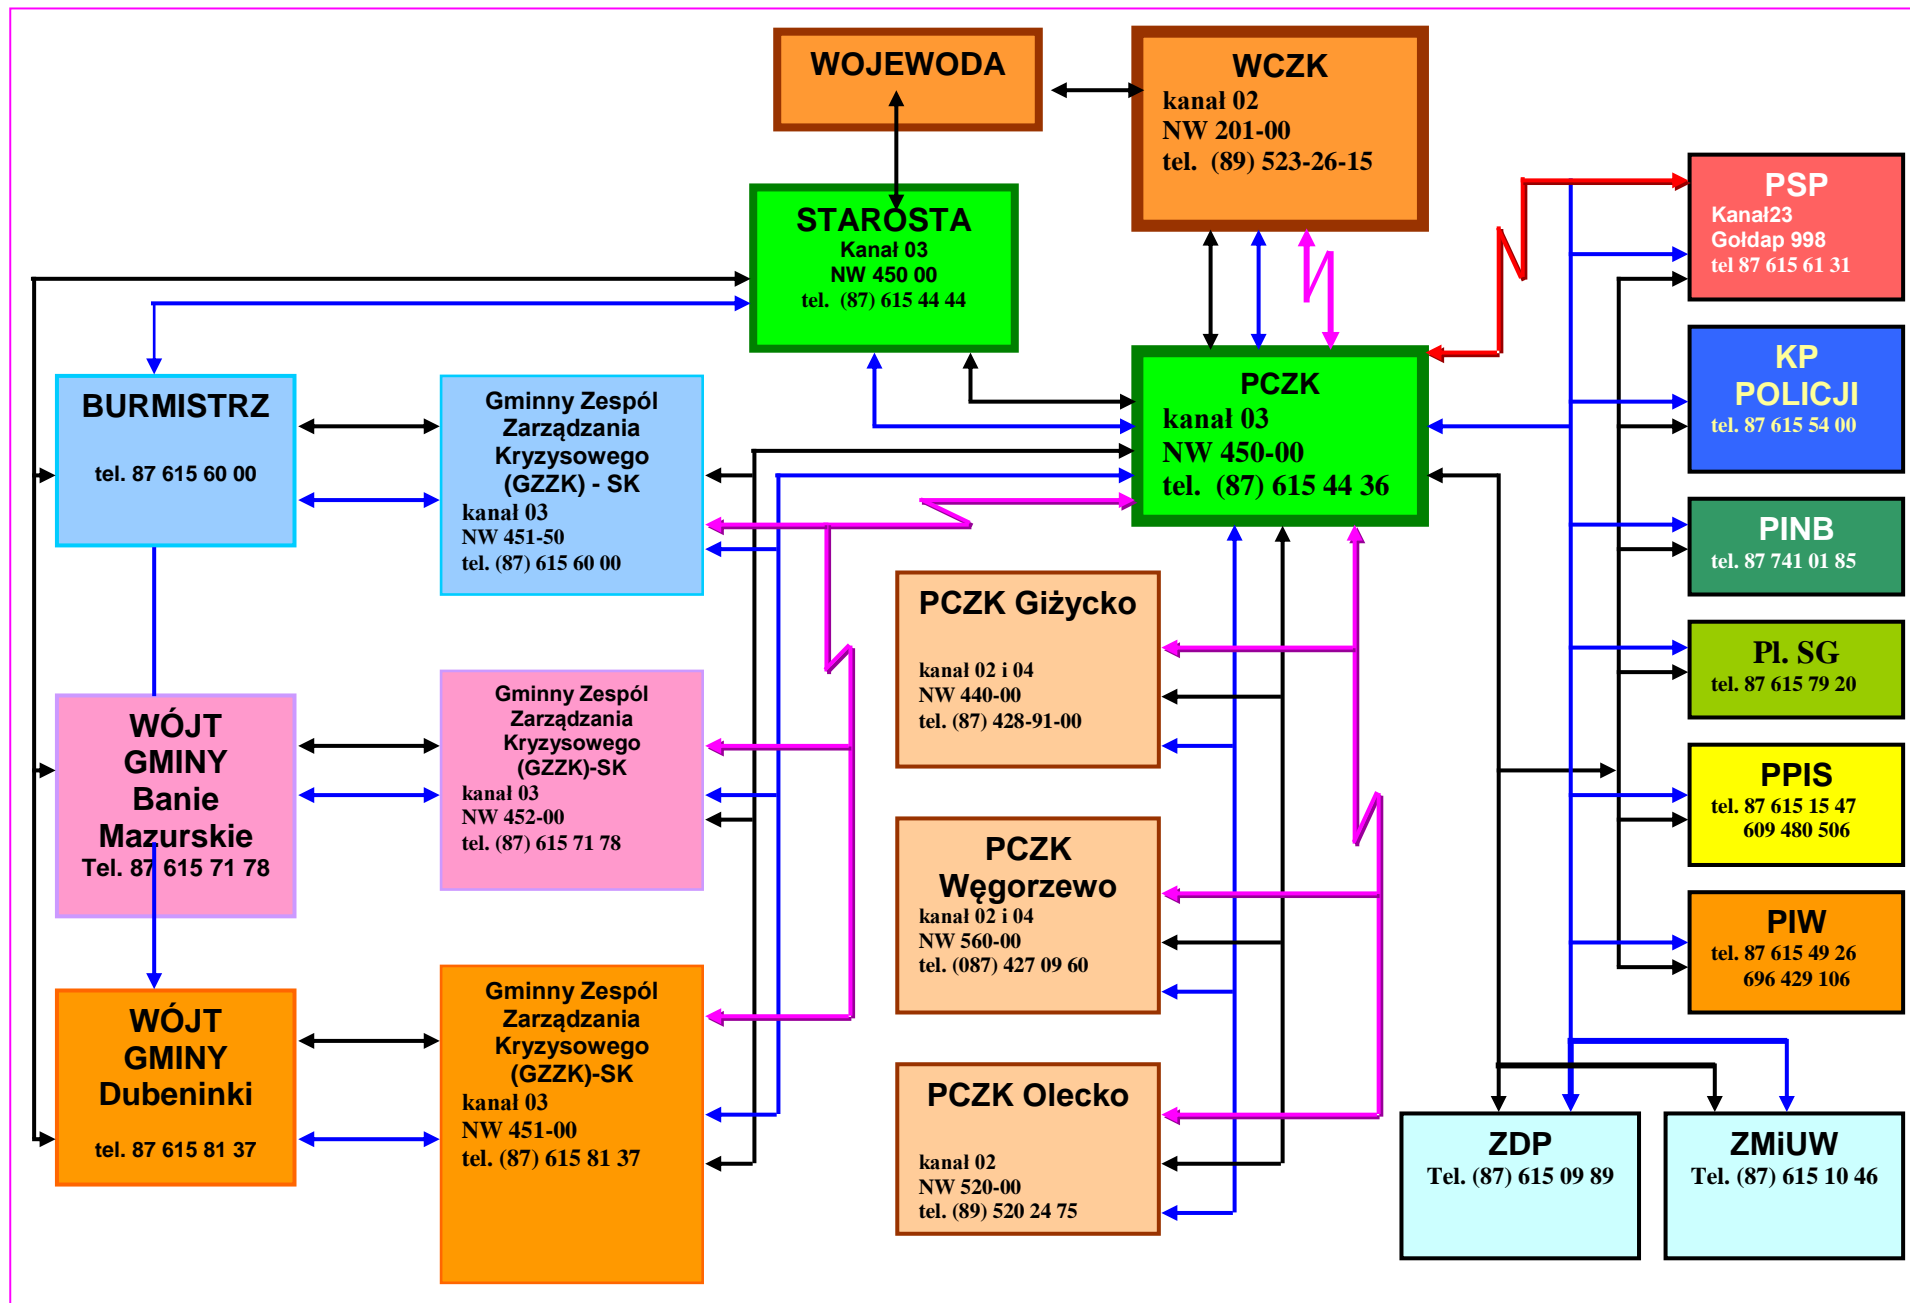 WOJEWODA
WCZK
kanał 02
NW 201-00
tel. (89) 523-26-15
STAROSTA
Kanał 03
NW 450 00
tel. (87) 615 44 44
PSP
Kanał23
Gołdap 998
tel 87 615 61 31
BURMISTRZ
tel. 87 615 60 00
Gminny Zespól
Zarządzania
Kryzysowego
(GZZK) - SK
kanał 03
NW 451-50
tel. (87) 615 60 00
PCZK
kanał 03
NW 450-00
tel. (87) 615 44 36
KP
POLICJI
tel. 87 615 54 00
PINB
tel. 87 741 01 85
PCZK Giżycko
kanał 02 i 04
NW 440-00
tel. (87) 428-91-00
Pl. SG
tel. 87 615 79 20
WÓJT
GMINY
Banie
Mazurskie
Tel. 87 615 71 78
Gminny Zespól
Zarządzania
Kryzysowego
(GZZK)-SK
kanał 03
NW 452-00
tel. (87) 615 71 78
PPIS
tel. 87 615 15 47
609 480 506
PCZK
Węgorzewo
kanał 02 i 04
NW 560-00
tel. (087) 427 09 60
PIW
tel. 87 615 49 26
696 429 106
WÓJT
GMINY
Dubeninki
tel. 87 615 81 37
Gminny Zespól
Zarządzania
Kryzysowego
(GZZK)-SK
kanał 03
NW 451-00
tel. (87) 615 81 37
PCZK Olecko
kanał 02
NW 520-00
tel. (89) 520 24 75
ZDP
Tel. (87) 615 09 89
ZMiUW
Tel. (87) 615 10 46